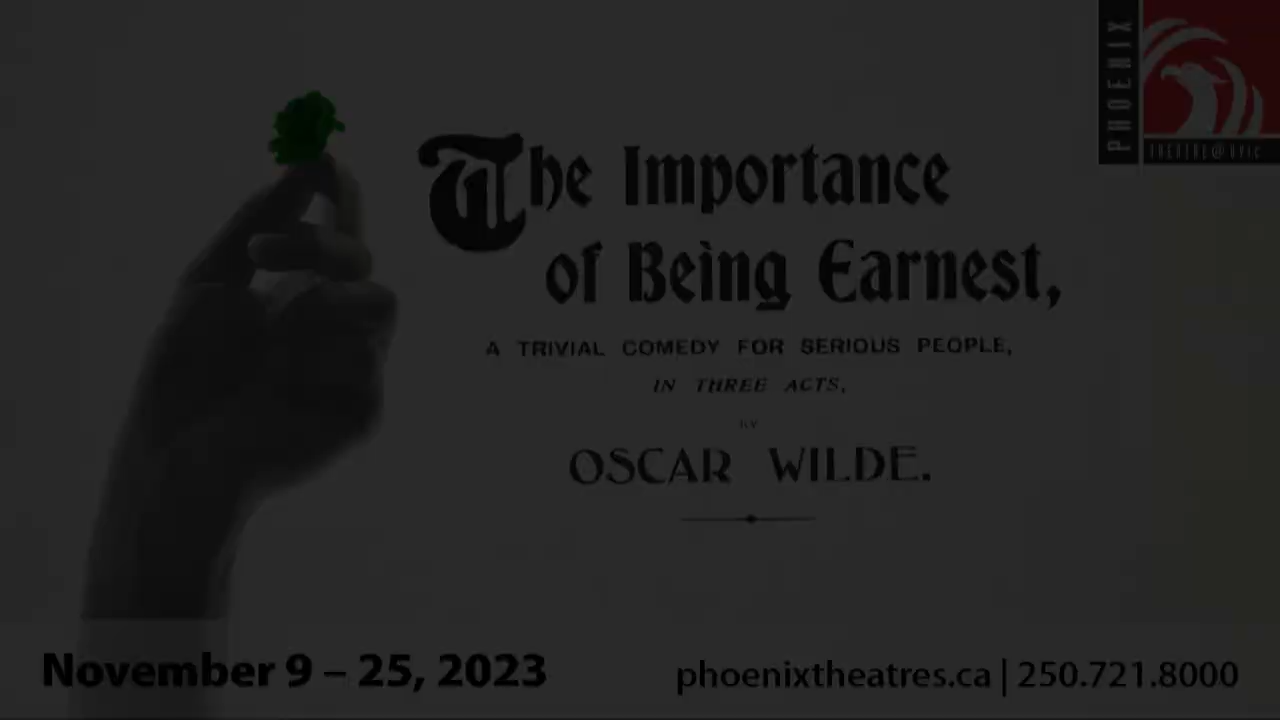 PHOENIX
THEATRE@UVIC
The Importance
of Being Earnest,
A TRIVIAL COMEDY FOR SERIOUS PEOPLE,
IN THREE ACTS,
BY
OSCAR WILDE.
November 9 – 25, 2023
phoenixtheatres.ca | 250.721.8000